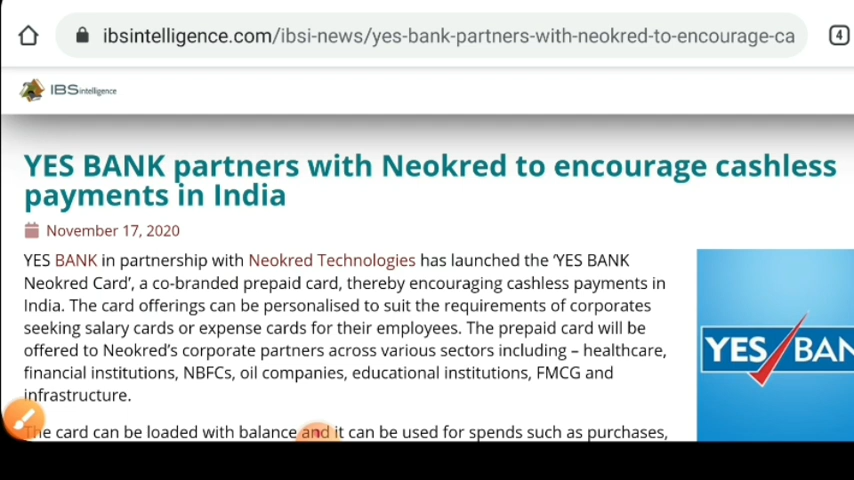 ibsintelligence.com/ibsi-news/yes-bank-partners-with-neokred-to-encourage-ca
4
IBSintelligence
YES BANK partners with Neokred to encourage cashless
payments in India
November 17, 2020
YES BANK in partnership with Neokred Technologies has launched the ‘YES BANK
Neokred Card’, a co-branded prepaid card, thereby encouraging cashless payments in
India. The card offerings can be personalised to suit the requirements of corporates
seeking salary cards or expense cards for their employees. The prepaid card will be
offered to Neokred’s corporate partners across various sectors including – healthcare,
financial institutions, NBFCs, oil companies, educational institutions, FMCG and
infrastructure.
YES BAN
The card can be loaded with balance and it can be used for spends such as purchases,